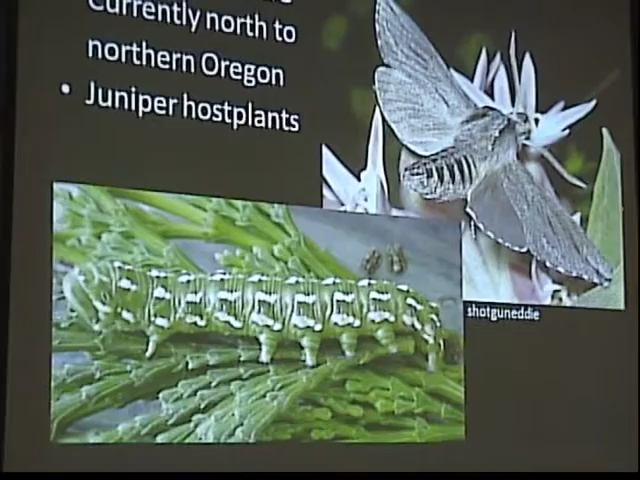 Currently north to
northern Oregon
• Juniper hostplants
shotguneddie